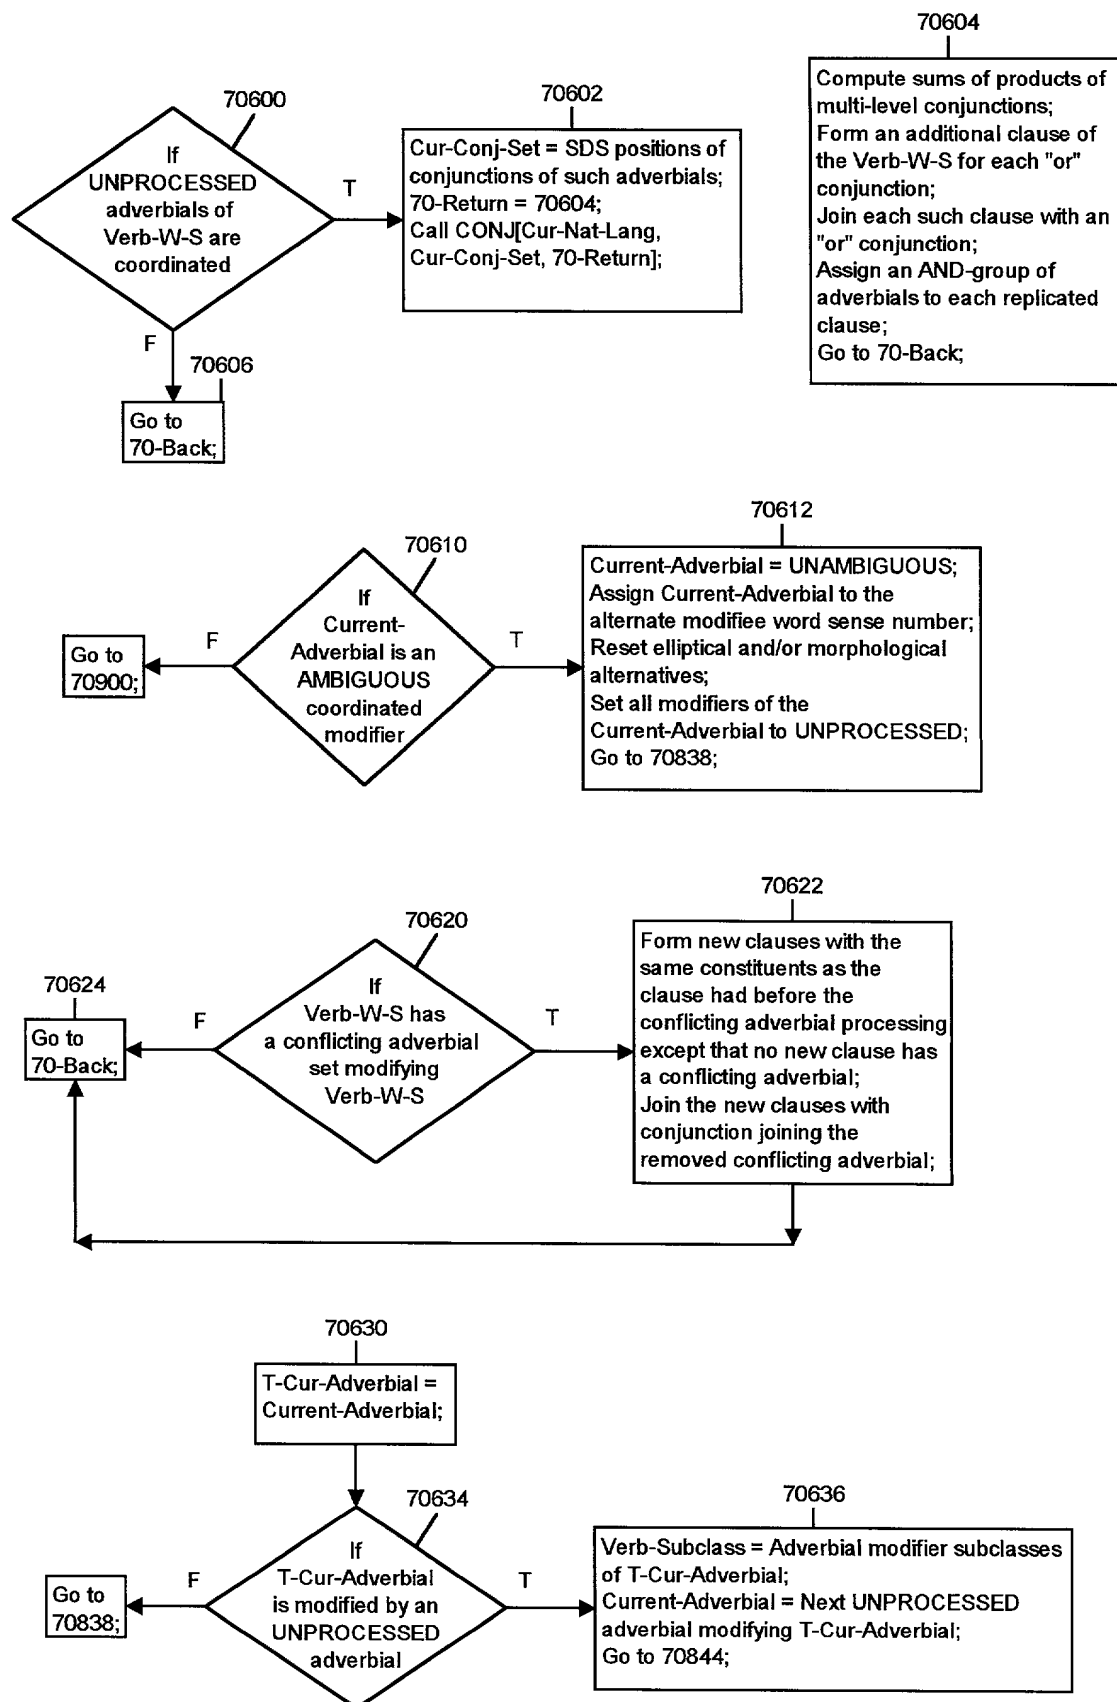 70604
Compute sums of products of
multi-level conjunctions;
Form an additional clause of
the Verb-W-S for each "or"
conjunction;
Join each such clause with an
"or" conjunction;
Assign an AND-group of
adverbials to each replicated
clause;
Go to 70-Back;
70600
If
UNPROCESSED
adverbials of
Verb-W-S are
coordinated
T
F
70602
Cur-Conj-Set = SDS positions of
conjunctions of such adverbials;
70-Return = 70604;
Call CONJ[Cur-Nat-Lang,
Cur-Conj-Set, 70-Return];
70606
Go to
70-Back;
70610
If
Current-
Adverbial is an
AMBIGUOUS
coordinated
modifier
F
T
Go to
70900;
70612
Current-Adverbial = UNAMBIGUOUS;
Assign Current-Adverbial to the
alternate modifiee word sense number;
Reset elliptical and/or morphological
alternatives;
Set all modifiers of the
Current-Adverbial to UNPROCESSED;
Go to 70838;
70620
If
Verb-W-S has
a conflicting adverbial
set modifying
Verb-W-S
F
T
70624
Go to
70-Back;
70622
Form new clauses with the
same constituents as the
clause had before the
conflicting adverbial processing
except that no new clause has
a conflicting adverbial;
Join the new clauses with
conjunction joining the
removed conflicting adverbial;
70630
T-Cur-Adverbial =
Current-Adverbial;
70634
If
T-Cur-Adverbial
is modified by an
UNPROCESSED
adverbial
F
T
Go to
70838;
70636
Verb-Subclass = Adverbial modifier subclasses
of T-Cur-Adverbial;
Current-Adverbial = Next UNPROCESSED
adverbial modifying T-Cur-Adverbial;
Go to 70844;